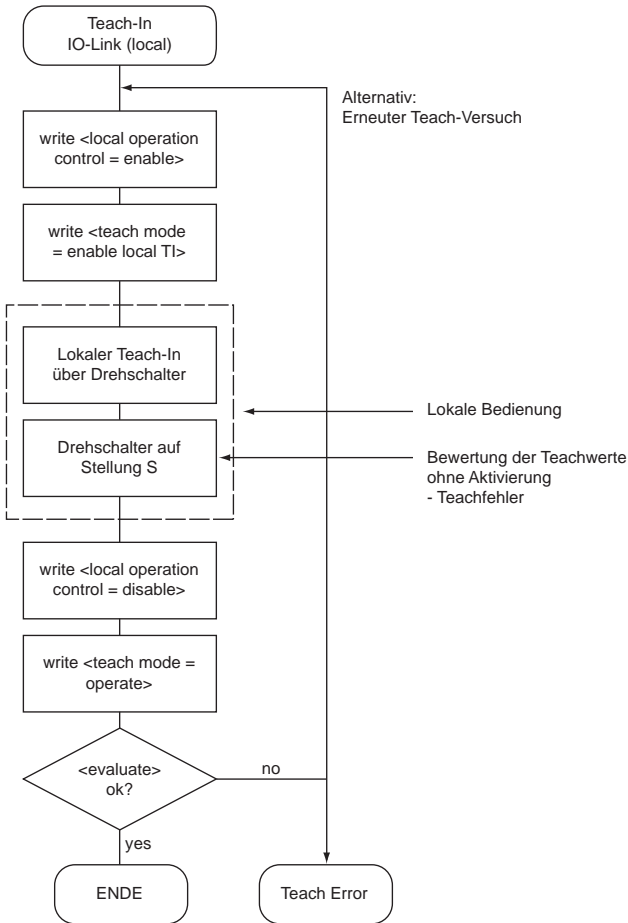 Teach-In
IO-Link (local)
Alternativ:
Erneuter Teach-Versuch
write <local operation
control = enable>
write <teach mode
= enable local TI>
Lokaler Teach-In
über Drehschalter
Lokale Bedienung
Drehschalter auf
Stellung S
Bewertung der Teachwerte
ohne Aktivierung
- Teachfehler
write <local operation
control = disable>
write <teach mode =
operate>
<evaluate>
ok?
no
yes
ENDE
Teach Error